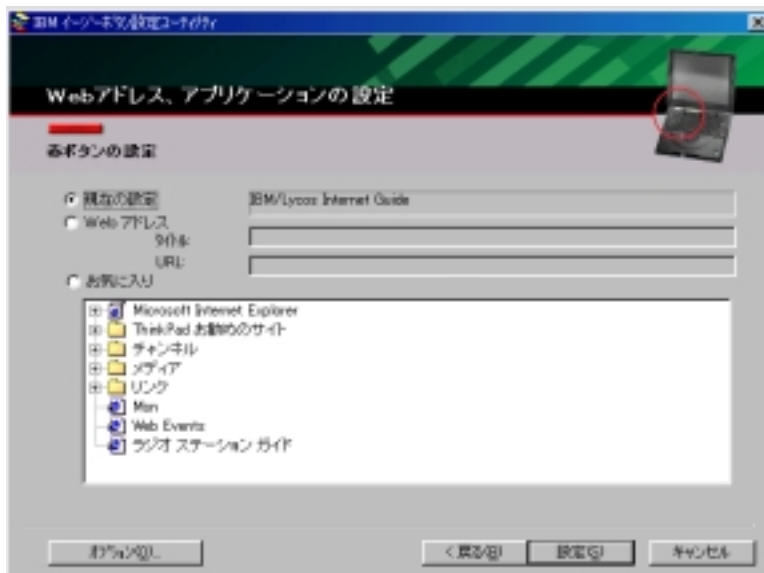 IBM イージーボタン設定ユーティリティ
Webアドレス、アプリケーションの設定
赤ボタンの設定
現在の設定 IBM/Lycos Internet Guide
Web アドレス
タイトル:
URL:
お気に入り
Microsoft Internet Explorer
ThinkPad お勧めのサイト
チャンネル
メディア
リンク
Msn
Web Events
ラジオ ステーション ガイド
オプション(O)... < 戻る(B) 設定(S) キャンセル